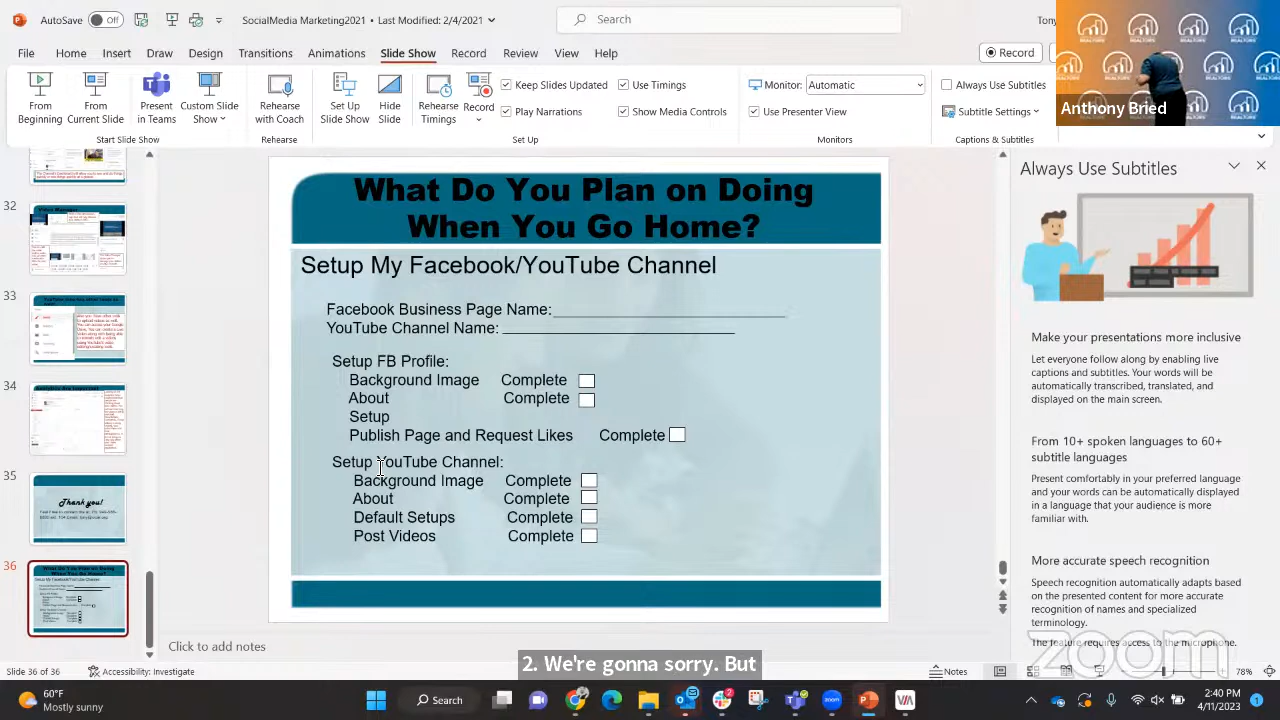 AutoSave Off SocialMedia Marketing2021 • Last Modified: 2/4/2021 Search Tony
File Home Insert Draw Design Transitions Animations Slide Show Record Review View Help Record
From Beginning
From Current Slide
Present in Teams
Custom Slide Show
Rehearse with Coach
Set Up Slide Show
Rehearse Timings
Record
Keep Slides Updated
Use Timings
Play Narrations
Show Media Controls
Monitor: Automatic
Use Presenter View
Always Use Subtitles
Subtitle Settings
Start Slide Show Rehearse Set Up Monitors Captions & Subtitles
REALTORS
Anthony Bried
32
Video Manager
33
34
Analytics Are Important
35
Thank you!
36
What Do You Plan on Doing
When You Go Home?
Setup My Facebook/YouTube Channel
Facebook Business Page Name:
YouTube Channel Name:
Setup FB Profile:
Background Image Complete
About Complete
Setup
Publish Page and Request Likes Complete
Setup YouTube Channel:
Background Image Complete
About Complete
Default Setups Complete
Post Videos Complete
Click to add notes
Always Use Subtitles
Make your presentations more inclusive
Let everyone follow along by enabling live
captions and subtitles. Your words will be
automatically transcribed, translated, and
displayed on the main screen.
From 10+ spoken languages to 60+
subtitle languages
Present comfortably in your preferred language
and your words can be automatically displayed
in a language that your audience is more
familiar with.
More accurate speech recognition
Speech recognition automatically adapts based
on the presented content for more accurate
recognition of names and specialized
terminology.
The feature requires the microphone.
zoom
2. We're gonna sorry. But
Slide 36 of 36 Accessibility: Investigate Notes 78%
60°F
Mostly sunny
Search
2:40 PM
4/11/2023